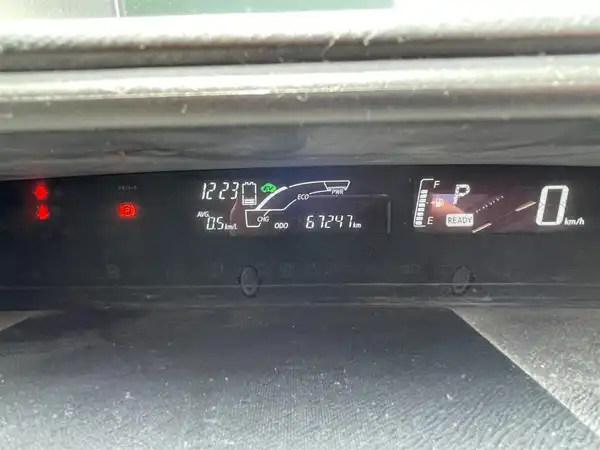 12:23
ECO
PWR
AVG.
0.5 km/L
CHG
ODO 67247 km
F
E
P
READY
0 km/h
P